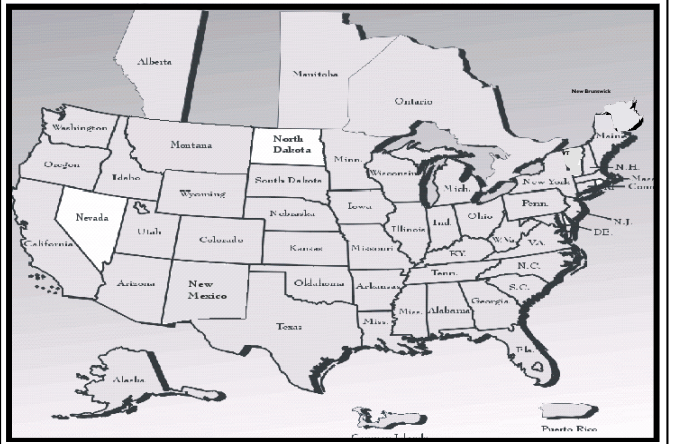 Alberta
Manitoba
Ontario
New Brunswick
Washington
Montana
North
Dakota
Minn.
Maine
Oregon
Idaho
Wisconsin
N.H.
Wyoming
South Dakota
Mich.
New York
Mass
Conn
Nevada
Nebraska
Iowa
Penn.
Utah
Colorado
Illinois
Ind.
Ohio
N.J.
California
Kansas
Missouri
W.Va.
VA.
DE.
KY.
Arizona
New
Mexico
Oklahoma
Arkansas
Tenn.
N.C.
S.C.
Texas
Miss.
Miss.
Alabama
Georgia
Fla.
Alaska
Puerto Rico